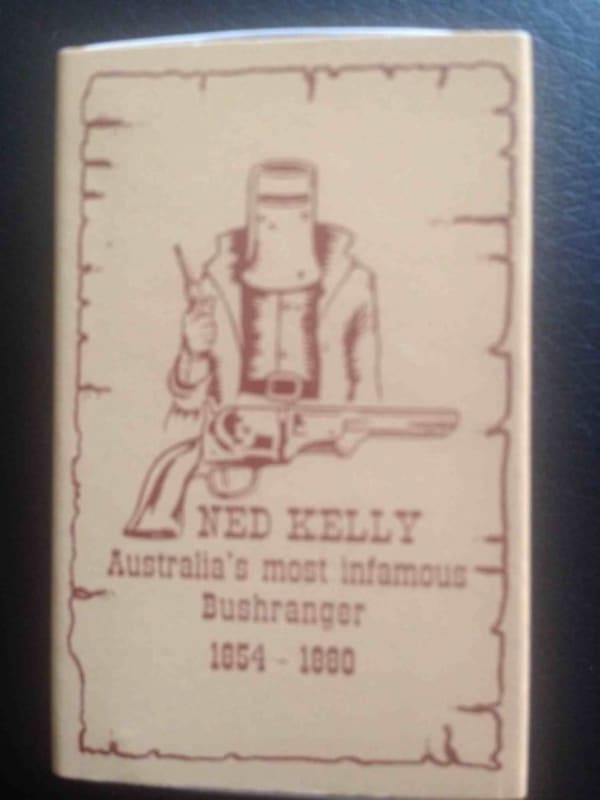 NED KELLY
Australia's most infamous
Bushranger
1854 - 1880